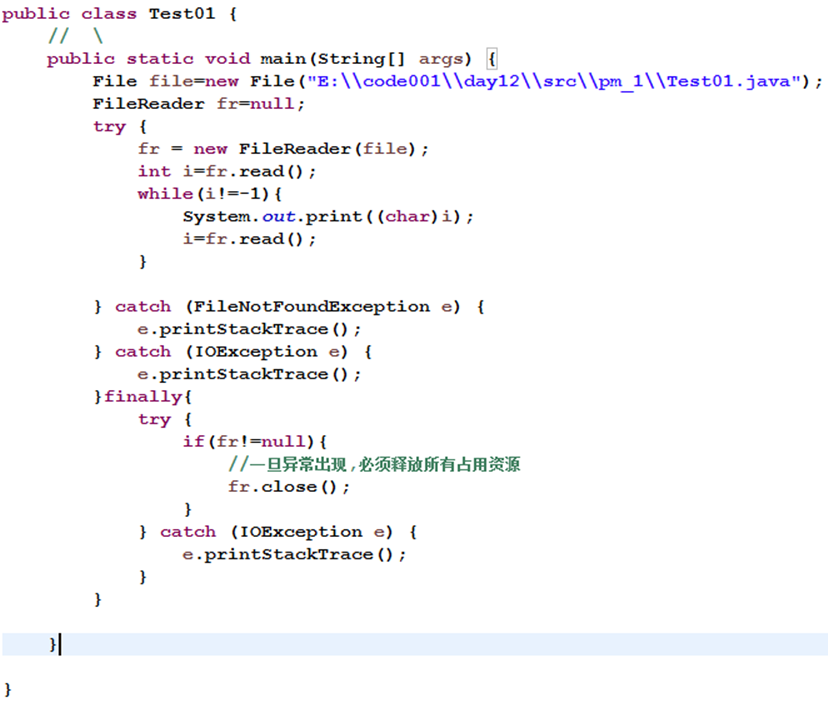 public class Test01 {
// \
public static void main(String[] args) {
File file=new File("E:\\code001\\day12\\src\\pm_1\\Test01.java");
FileReader fr=null;
try {
fr = new FileReader(file);
int i=fr.read();
while(i!=-1){
System.out.print((char)i);
i=fr.read();
}
} catch (FileNotFoundException e) {
e.printStackTrace();
} catch (IOException e) {
e.printStackTrace();
}finally{
try {
if(fr!=null){
//一旦异常出现,必须释放所有占用资源
fr.close();
}
} catch (IOException e) {
e.printStackTrace();
}
}
}
}